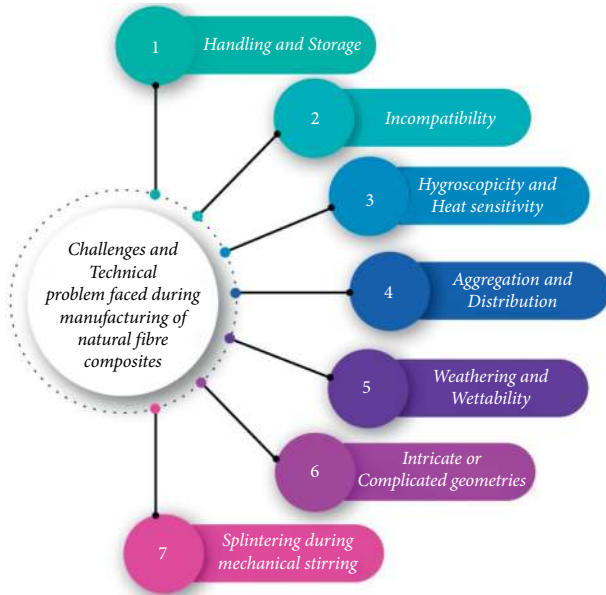 1
Handling and Storage
2
Incompatibility
3
Hygroscopicity and
Heat sensitivity
Challenges and
Technical
problem faced during
manufacturing of
natural fibre
composites
4
Aggregation and
Distribution
5
Weathering and
Wettability
6
Intricate or
Complicated geometries
7
Splintering during
mechanical stirring